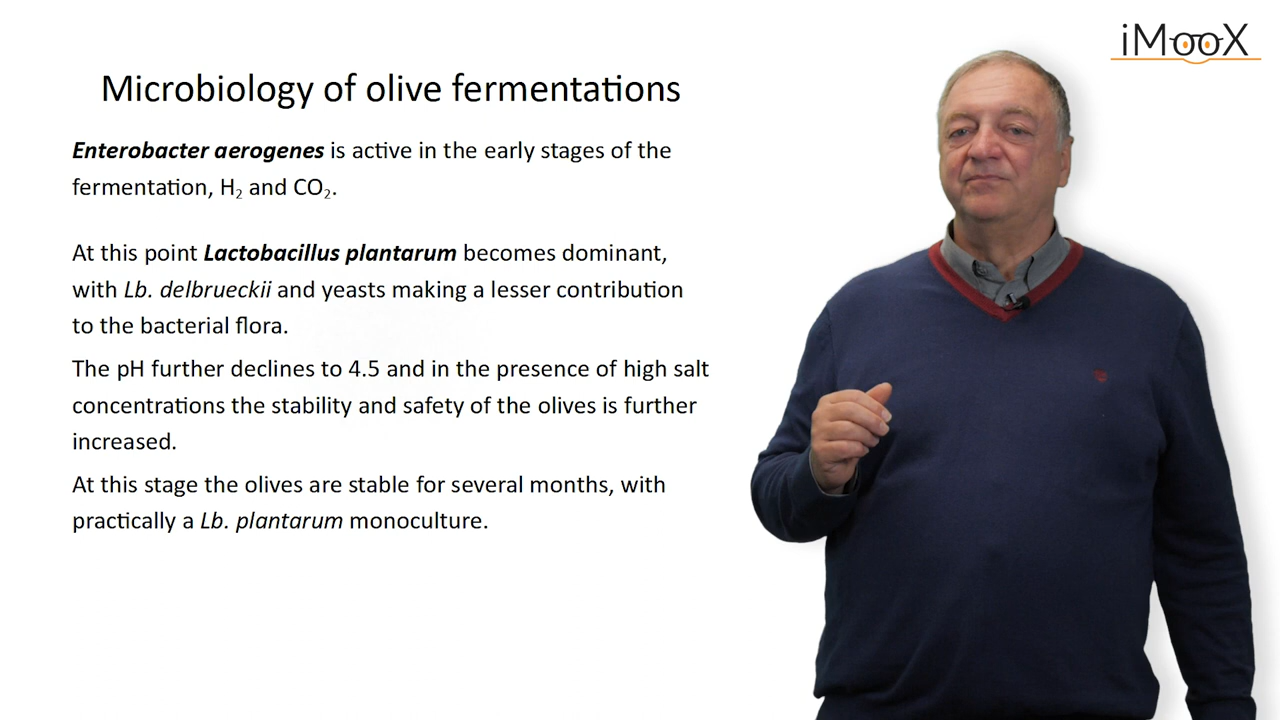 iMooX
Microbiology of olive fermentations
Enterobacter aerogenes is active in the early stages of the
fermentation, H₂ and CO₂.
At this point Lactobacillus plantarum becomes dominant,
with Lb. delbrueckii and yeasts making a lesser contribution
to the bacterial flora.
The pH further declines to 4.5 and in the presence of high salt
concentrations the stability and safety of the olives is further
increased.
At this stage the olives are stable for several months, with
practically a Lb. plantarum monoculture.